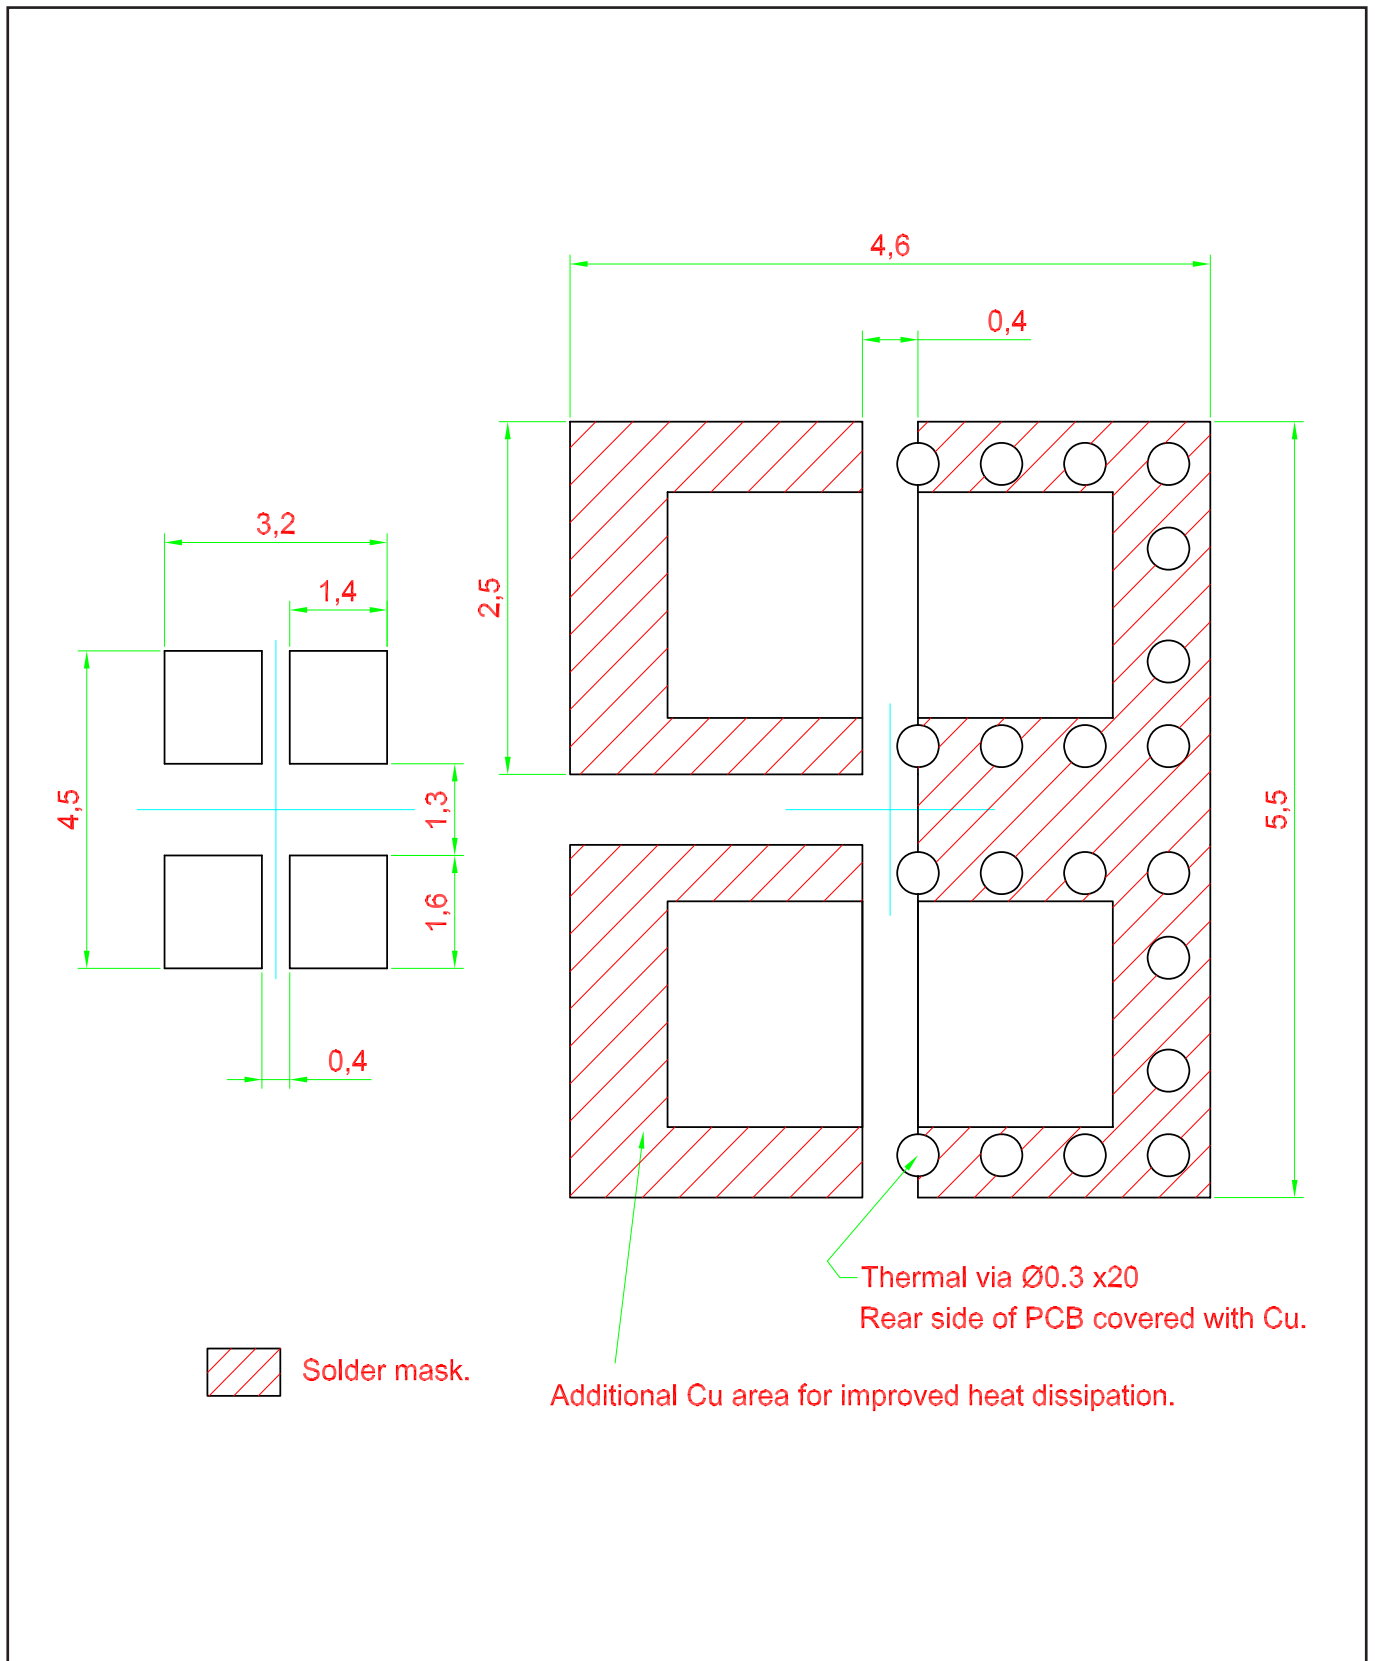 4,6
0,4
3,2
1,4
2,5
4,5
1,3
1,6
5,5
0,4
Thermal via Ø0.3 x20
Rear side of PCB covered with Cu.
Solder mask.
Additional Cu area for improved heat dissipation.